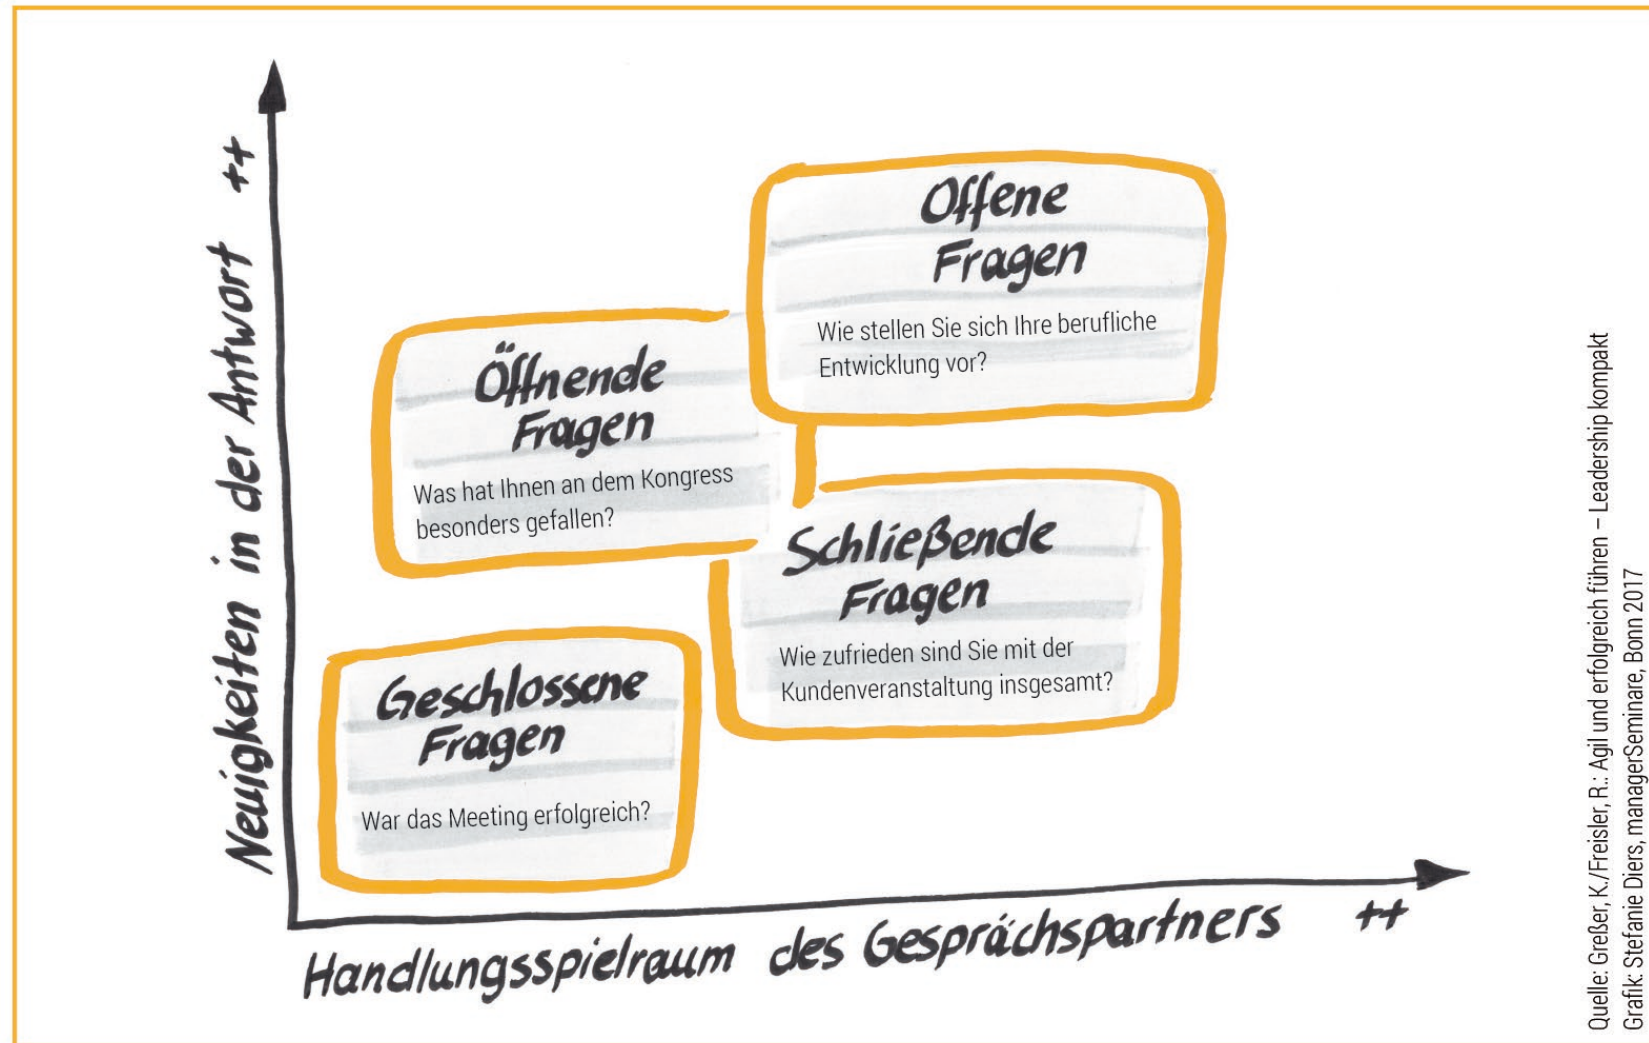 Neuigkeiten in der Antwort ++
Offene
Fragen
Wie stellen Sie sich Ihre berufliche
Entwicklung vor?
Öffnende
Fragen
Was hat Ihnen an dem Kongress
besonders gefallen?
Schließende
Fragen
Wie zufrieden sind Sie mit der
Kundenveranstaltung insgesamt?
Geschlossene
Fragen
War das Meeting erfolgreich?
Handlungsspielraum des Gesprächspartners ++
Quelle: Greßer, K./Freisler, R.: Agil und erfolgreich führen – Leadership kompakt
Grafik: Stefanie Diers, managerSeminare, Bonn 2017